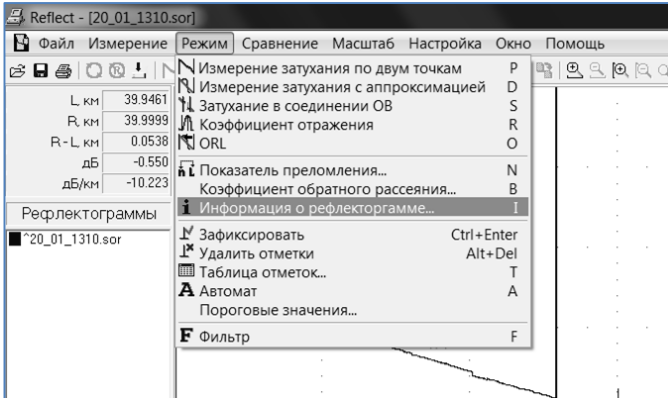 Reflect - [20_01_1310.sor]
Файл Измерение Режим Сравнение Масштаб Настройка Окно Помощь
Измерение затухания по двум точкам P
Измерение затухания с аппроксимацией D
Затухание в соединении ОВ S
Коэффициент отражения R
ORL O
Показатель преломления... N
Коэффициент обратного рассеяния... B
Информация о рефлекторгамме... I
Зафиксировать Ctrl+Enter
Удалить отметки Alt+Del
Таблица отметок... T
Автомат A
Пороговые значения...
Фильтр F
L, км 39.9461
R, км 39.9999
R-L, км 0.0538
дБ -0.550
дБ/км -10.223
Рефлектограммы
^20_01_1310.sor